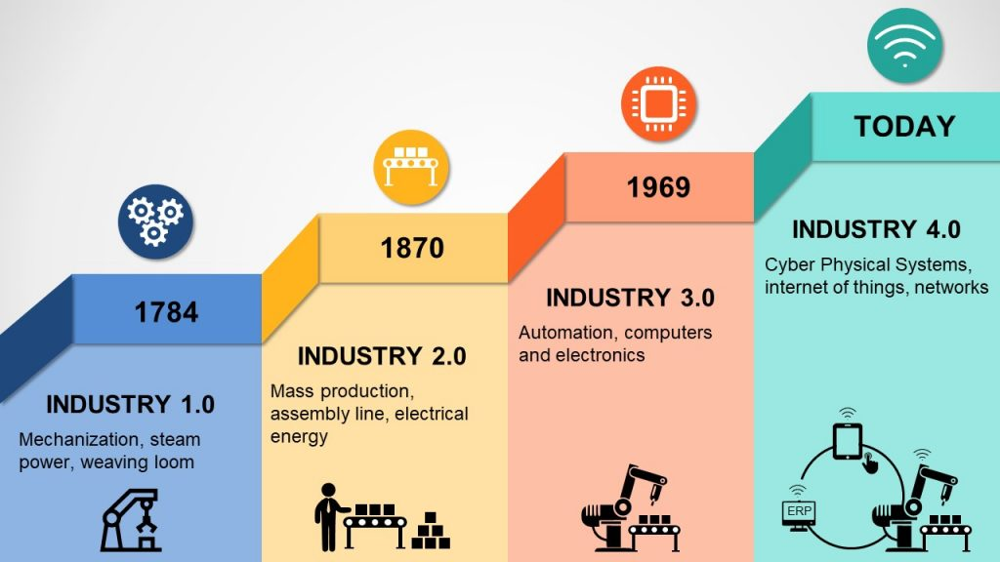 1784
INDUSTRY 1.0
Mechanization, steam
power, weaving loom
1870
INDUSTRY 2.0
Mass production,
assembly line, electrical
energy
1969
INDUSTRY 3.0
Automation, computers
and electronics
TODAY
INDUSTRY 4.0
Cyber Physical Systems,
internet of things, networks
ERP